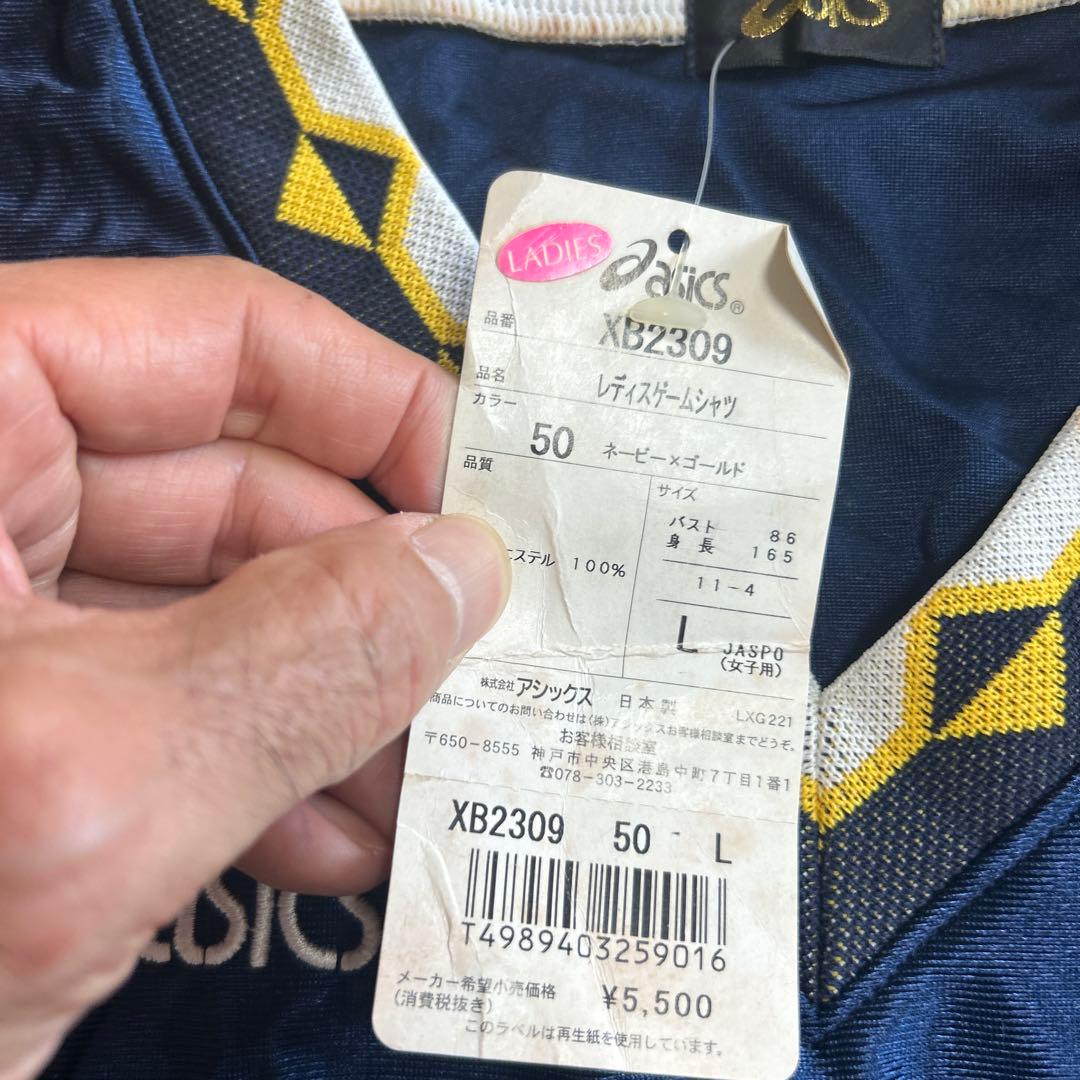 asics
LADIES
asics®
品番 XB2309
品名 レディスゲームシャツ
カラー
50 ネービー×ゴールド
品質
エステル 100%
サイズ
バスト 86
身長 165
11-4
L JASPO
(女子用)
株式会社アシックス 日本製 LXG221
商品についてのお問い合わせは(株)アシックスお客様相談室までどうぞ。
お客様相談室
〒650-8555 神戸市中央区港島中町7丁目1番1
☎078-303-2233
XB2309 50 - L
T4989403259016
メーカー希望小売価格 ¥5,500
(消費税抜き)
このラベルは再生紙を使用しています。
asics